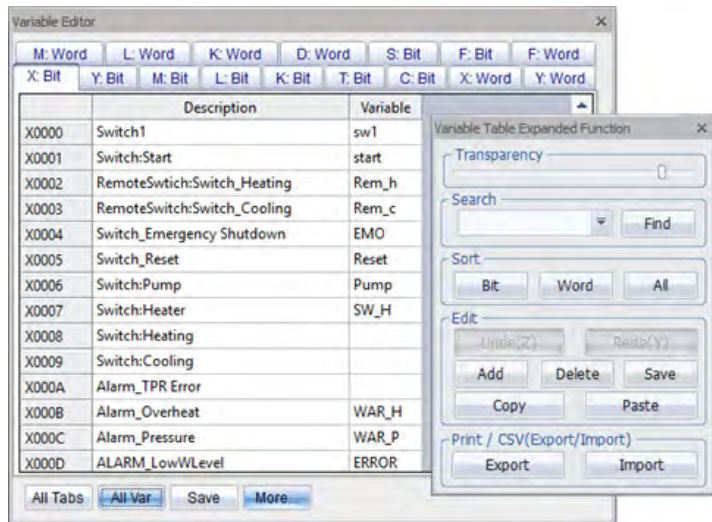 Variable Editor
M: Word L: Word K: Word D: Word S: Bit F: Bit F: Word
X: Bit Y: Bit M: Bit L: Bit K: Bit T: Bit C: Bit X: Word Y: Word
Description Variable
X0000 Switch1 sw1
X0001 Switch:Start start
X0002 RemoteSwtich:Switch_Heating Rem_h
X0003 RemoteSwitch:Switch_Cooling Rem_c
X0004 Switch_Emergency Shutdown EMO
X0005 Switch_Reset Reset
X0006 Switch:Pump Pump
X0007 Switch:Heater SW_H
X0008 Switch:Heating
X0009 Switch:Cooling
X000A Alarm_TPR Error
X000B Alarm_Overheat WAR_H
X000C Alarm_Pressure WAR_P
X000D ALARM_LowWLevel ERROR
All Tabs All Var Save More...
Variable Table Expanded Function
Transparency
Search
Find
Sort
Bit Word All
Edit
Undo(Z) Redo(Y)
Add Delete Save
Copy Paste
Print / CSV(Export/Import)
Export Import